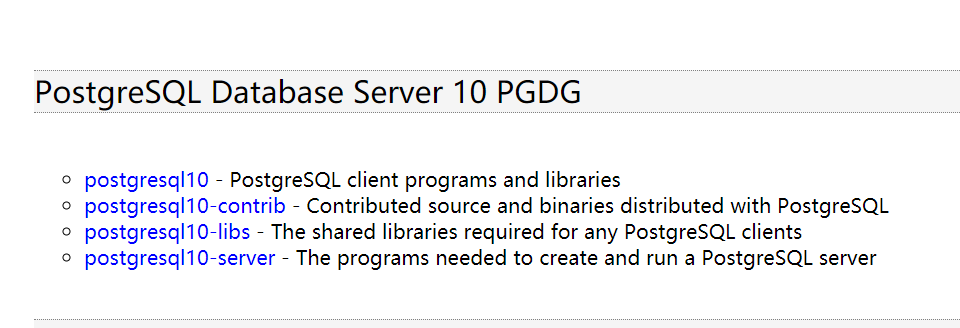 PostgreSQL Database Server 10 PGDG
postgresql10 - PostgreSQL client programs and libraries
postgresql10-contrib - Contributed source and binaries distributed with PostgreSQL
postgresql10-libs - The shared libraries required for any PostgreSQL clients
postgresql10-server - The programs needed to create and run a PostgreSQL server